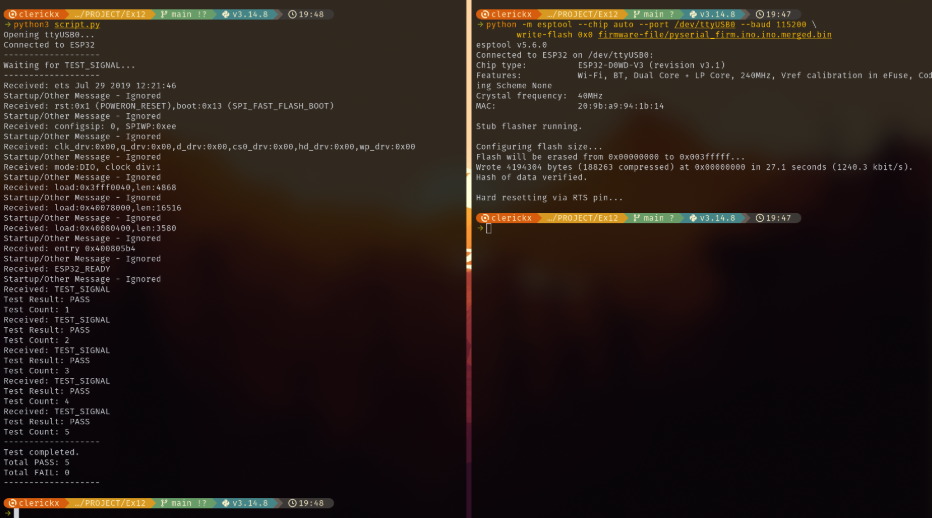 clerickx …/PROJECT/Ex12 main !? v3.14.8 19:48
→ python3 script.py
Opening ttyUSB0...
Connected to ESP32
-------------------
Waiting for TEST_SIGNAL...
-------------------
Received: ets Jul 29 2019 12:21:46
Startup/Other Message - Ignored
Received: rst:0x1 (POWERON_RESET),boot:0x13 (SPI_FAST_FLASH_BOOT)
Startup/Other Message - Ignored
Received: configsip: 0, SPIWP:0xee
Startup/Other Message - Ignored
Received: clk_drv:0x00,q_drv:0x00,d_drv:0x00,cs0_drv:0x00,hd_drv:0x00,wp_drv:0x00
Startup/Other Message - Ignored
Received: mode:DIO, clock div:1
Startup/Other Message - Ignored
Received: load:0x3fff0040,len:4868
Startup/Other Message - Ignored
Received: load:0x40078000,len:16516
Startup/Other Message - Ignored
Received: load:0x40080400,len:3580
Startup/Other Message - Ignored
Received: entry 0x400805b4
Startup/Other Message - Ignored
Received: ESP32_READY
Startup/Other Message - Ignored
Received: TEST_SIGNAL
Test Result: PASS
Test Count: 1
Received: TEST_SIGNAL
Test Result: PASS
Test Count: 2
Received: TEST_SIGNAL
Test Result: PASS
Test Count: 3
Received: TEST_SIGNAL
Test Result: PASS
Test Count: 4
Received: TEST_SIGNAL
Test Result: PASS
Test Count: 5
-------------------
Test completed.
Total PASS: 5
Total FAIL: 0
-------------------
clerickx …/PROJECT/Ex12 main !? v3.14.8 19:48
→
clerickx …/PROJECT/Ex12 main ? v3.14.8 19:47
→ python -m esptool --chip auto --port /dev/ttyUSB0 --baud 115200 \
write-flash 0x0 firmware-file/pyserial_firm.ino.ino.merged.bin
esptool v5.6.0
Connected to ESP32 on /dev/ttyUSB0:
Chip type: ESP32-D0WD-V3 (revision v3.1)
Features: Wi-Fi, BT, Dual Core + LP Core, 240MHz, Vref calibration in eFuse, Cod
ing Scheme None
Crystal frequency: 40MHz
MAC: 20:9b:a9:94:1b:14
Stub flasher running.
Configuring flash size...
Flash will be erased from 0x00000000 to 0x003fffff...
Wrote 4194304 bytes (188263 compressed) at 0x00000000 in 27.1 seconds (1240.3 kbit/s).
Hash of data verified.
Hard resetting via RTS pin...
clerickx …/PROJECT/Ex12 main ? v3.14.8 19:47
→